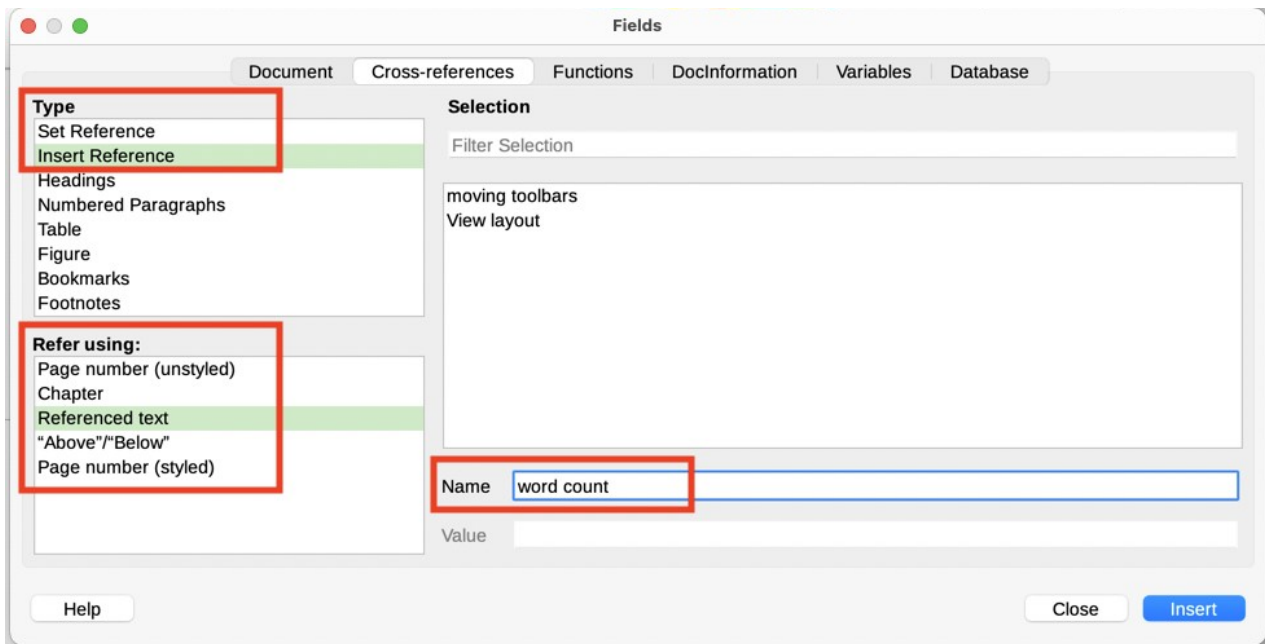 Fields
Document Cross-references Functions DocInformation Variables Database
Type
Set Reference
Insert Reference
Headings
Numbered Paragraphs
Table
Figure
Bookmarks
Footnotes
Refer using:
Page number (unstyled)
Chapter
Referenced text
“Above”/“Below”
Page number (styled)
Selection
Filter Selection
moving toolbars
View layout
Name word count
Value
Help Close Insert